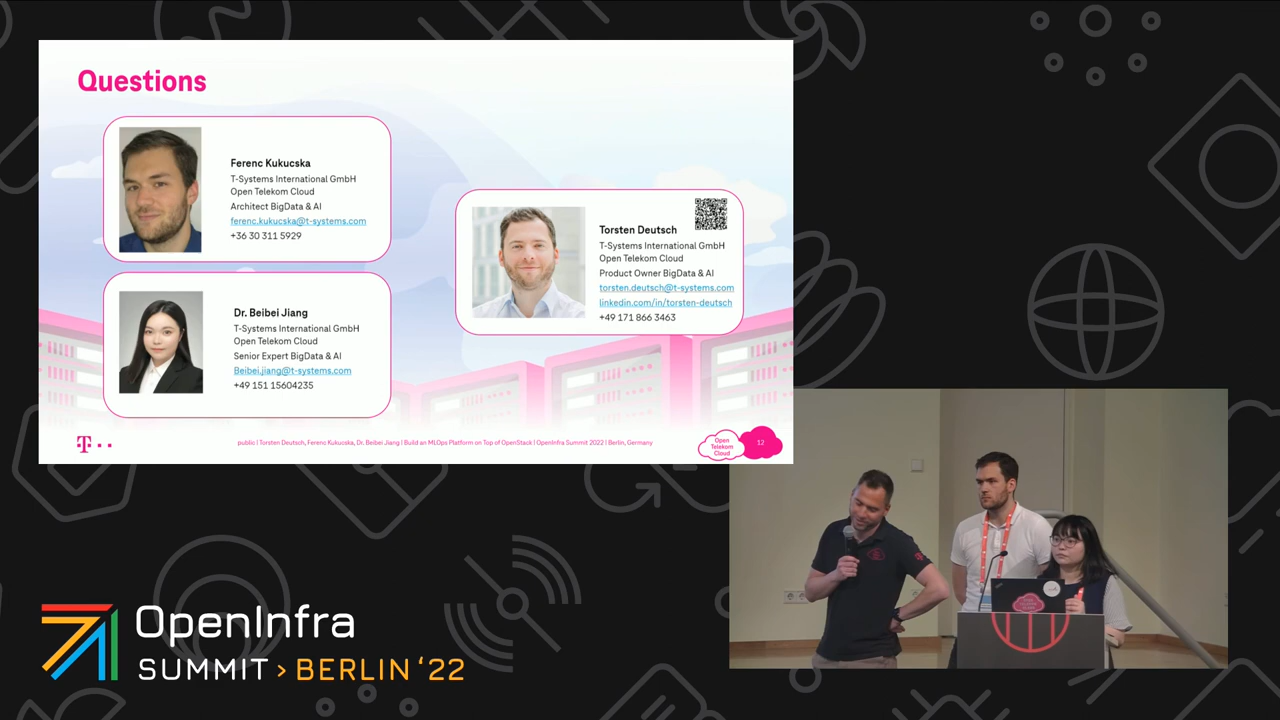 Questions
Ferenc Kukucska
T-Systems International GmbH
Open Telekom Cloud
Architect BigData & AI
ferenc.kukucska@t-systems.com
+36 30 311 5929
Dr. Beibei Jiang
T-Systems International GmbH
Open Telekom Cloud
Senior Expert BigData & AI
Beibei.jiang@t-systems.com
+49 151 15604235
Torsten Deutsch
T-Systems International GmbH
Open Telekom Cloud
Product Owner BigData & AI
torsten.deutsch@t-systems.com
linkedin.com/in/torsten-deutsch
+49 171 866 3463
T
public | Torsten Deutsch, Ferenc Kukucska, Dr. Beibei Jiang | Build an MLOps Platform on Top of OpenStack | OpenInfra Summit 2022 | Berlin, Germany
Open
Telekom
Cloud
12
OpenInfra
SUMMIT > BERLIN ‘22